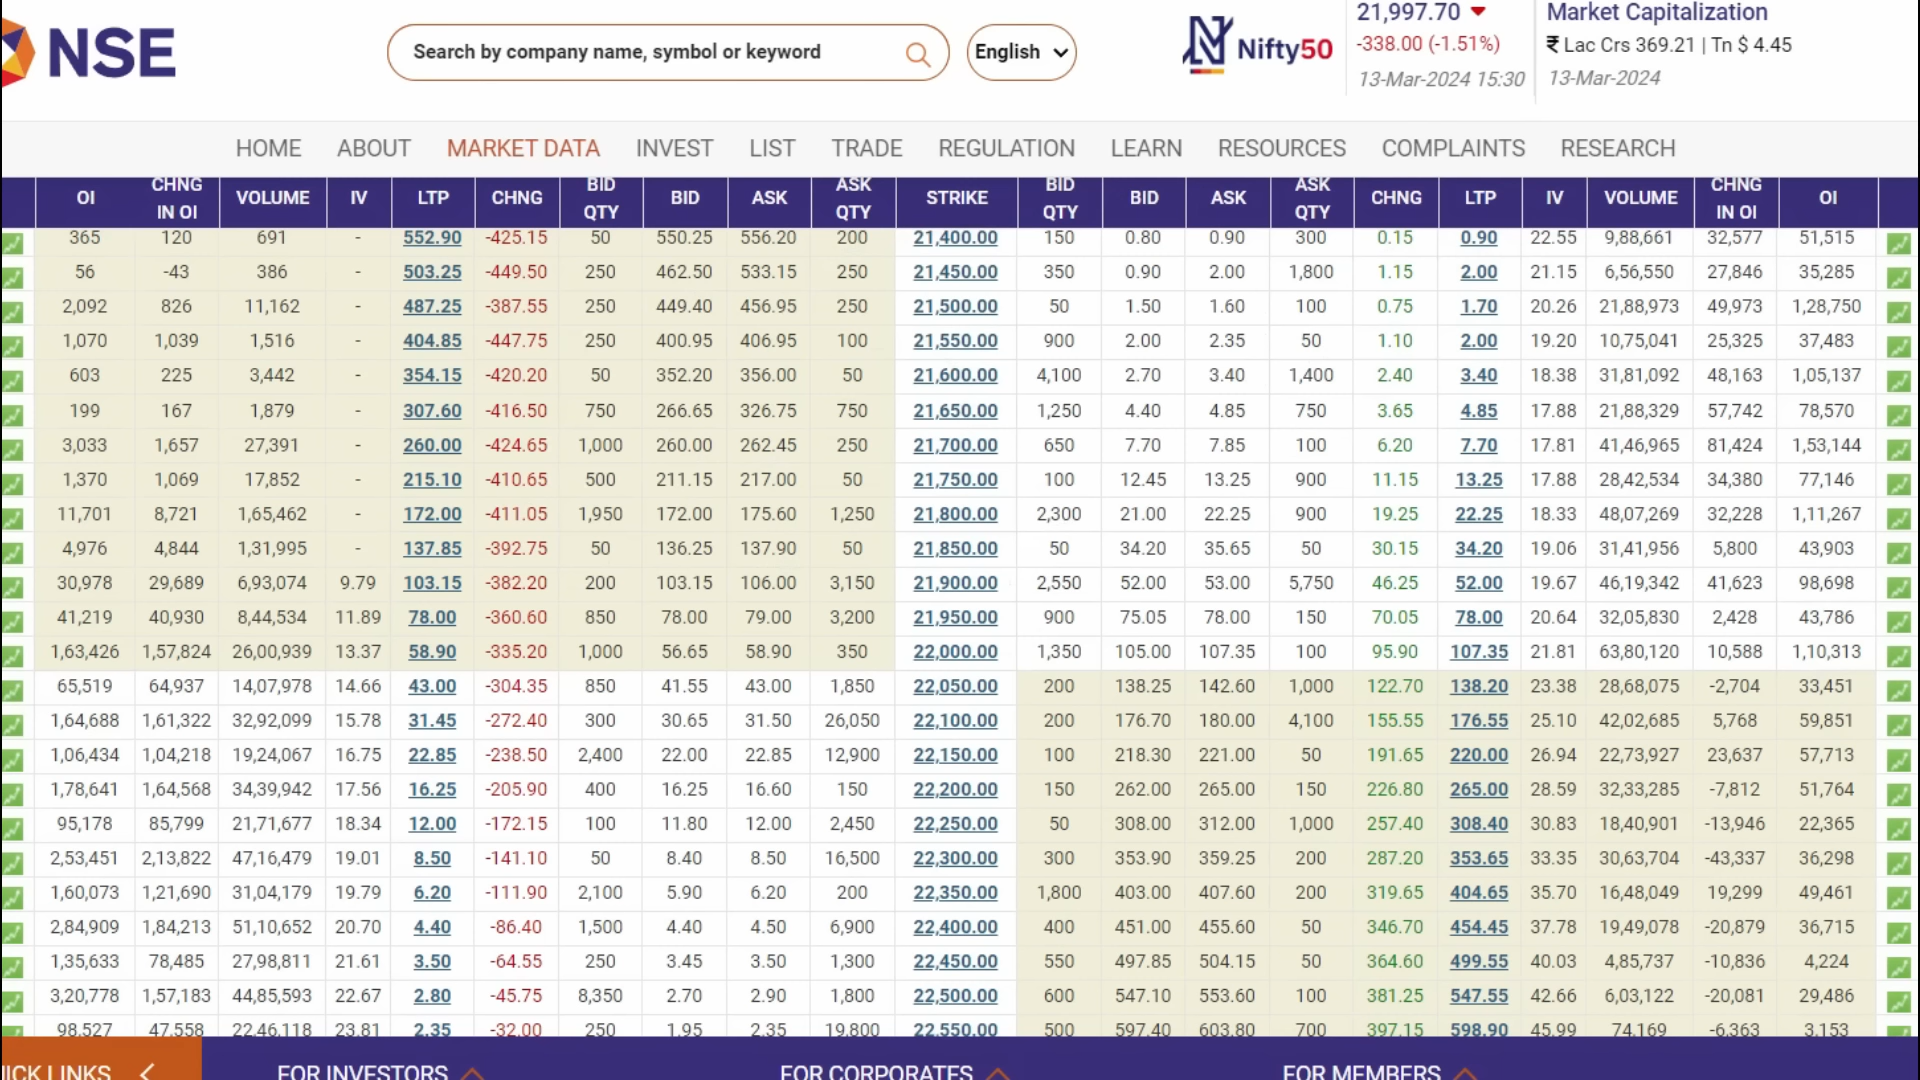 NSE
Search by company name, symbol or keyword
English
Nifty50
21,997.70
-338.00 (-1.51%)
13-Mar-2024 15:30
Market Capitalization
₹ Lac Crs 369.21 | Tn $ 4.45
13-Mar-2024
HOME ABOUT MARKET DATA INVEST LIST TRADE REGULATION LEARN RESOURCES COMPLAINTS RESEARCH
OI CHNG IN OI VOLUME IV LTP CHNG BID QTY BID ASK ASK QTY STRIKE BID QTY BID ASK ASK QTY CHNG LTP IV VOLUME CHNG IN OI OI
365 120 691 - 552.90 -425.15 50 550.25 556.20 200 21,400.00 150 0.80 0.90 300 0.15 0.90 22.55 9,88,661 32,577 51,515
56 -43 386 - 503.25 -449.50 250 462.50 533.15 250 21,450.00 350 0.90 2.00 1,800 1.15 2.00 21.15 6,56,550 27,846 35,285
2,092 826 11,162 - 487.25 -387.55 250 449.40 456.95 250 21,500.00 50 1.50 1.60 100 0.75 1.70 20.26 21,88,973 49,973 1,28,750
1,070 1,039 1,516 - 404.85 -447.75 250 400.95 406.95 100 21,550.00 900 2.00 2.35 50 1.10 2.00 19.20 10,75,041 25,325 37,483
603 225 3,442 - 354.15 -420.20 50 352.20 356.00 50 21,600.00 4,100 2.70 3.40 1,400 2.40 3.40 18.38 31,81,092 48,163 1,05,137
199 167 1,879 - 307.60 -416.50 750 266.65 326.75 750 21,650.00 1,250 4.40 4.85 750 3.65 4.85 17.88 21,88,329 57,742 78,570
3,033 1,657 27,391 - 260.00 -424.65 1,000 260.00 262.45 250 21,700.00 650 7.70 7.85 100 6.20 7.70 17.81 41,46,965 81,424 1,53,144
1,370 1,069 17,852 - 215.10 -410.65 500 211.15 217.00 50 21,750.00 100 12.45 13.25 900 11.15 13.25 17.88 28,42,534 34,380 77,146
11,701 8,721 1,65,462 - 172.00 -411.05 1,950 172.00 175.60 1,250 21,800.00 2,300 21.00 22.25 900 19.25 22.25 18.33 48,07,269 32,228 1,11,267
4,976 4,844 1,31,995 - 137.85 -392.75 50 136.25 137.90 50 21,850.00 50 34.20 35.65 50 30.15 34.20 19.06 31,41,956 5,800 43,903
30,978 29,689 6,93,074 9.79 103.15 -382.20 200 103.15 106.00 3,150 21,900.00 2,550 52.00 53.00 5,750 46.25 52.00 19.67 46,19,342 41,623 98,698
41,219 40,930 8,44,534 11.89 78.00 -360.60 850 78.00 79.00 3,200 21,950.00 900 75.05 78.00 150 70.05 78.00 20.64 32,05,830 2,428 43,786
1,63,426 1,57,824 26,00,939 13.37 58.90 -335.20 1,000 56.65 58.90 350 22,000.00 1,350 105.00 107.35 100 95.90 107.35 21.81 63,80,120 10,588 1,10,313
65,519 64,937 14,07,978 14.66 43.00 -304.35 850 41.55 43.00 1,850 22,050.00 200 138.25 142.60 1,000 122.70 138.20 23.38 28,68,075 -2,704 33,451
1,64,688 1,61,322 32,92,099 15.78 31.45 -272.40 300 30.65 31.50 26,050 22,100.00 200 176.70 180.00 4,100 155.55 176.55 25.10 42,02,685 5,768 59,851
1,06,434 1,04,218 19,24,067 16.75 22.85 -238.50 2,400 22.00 22.85 12,900 22,150.00 100 218.30 221.00 50 191.65 220.00 26.94 22,73,927 23,637 57,713
1,78,641 1,64,568 34,39,942 17.56 16.25 -205.90 400 16.25 16.60 150 22,200.00 150 262.00 265.00 150 226.80 265.00 28.59 32,33,285 -7,812 51,764
95,178 85,799 21,71,677 18.34 12.00 -172.15 100 11.80 12.00 2,450 22,250.00 50 308.00 312.00 1,000 257.40 308.40 30.83 18,40,901 -13,946 22,365
2,53,451 2,13,822 47,16,479 19.01 8.50 -141.10 50 8.40 8.50 16,500 22,300.00 300 353.90 359.25 200 287.20 353.65 33.35 30,63,704 -43,337 36,298
1,60,073 1,21,690 31,04,179 19.79 6.20 -111.90 2,100 5.90 6.20 200 22,350.00 1,800 403.00 407.60 200 319.65 404.65 35.70 16,48,049 19,299 49,461
2,84,909 1,84,213 51,10,652 20.70 4.40 -86.40 1,500 4.40 4.50 6,900 22,400.00 400 451.00 455.60 50 346.70 454.45 37.78 19,49,078 -20,879 36,715
1,35,633 78,485 27,98,811 21.61 3.50 -64.55 250 3.45 3.50 1,300 22,450.00 550 497.85 504.15 50 364.60 499.55 40.03 4,85,737 -10,836 4,224
3,20,778 1,57,183 44,85,593 22.67 2.80 -45.75 8,350 2.70 2.90 1,800 22,500.00 600 547.10 553.60 100 381.25 547.55 42.66 6,03,122 -20,081 29,486
98,527 47,558 22,46,118 23.81 2.35 -32.00 250 1.95 2.35 19,800 22,550.00 500 597.40 603.80 700 397.15 598.90 45.99 74,169 -6,363 3,153
ICK LINKS FOR INVESTORS FOR CORPORATES FOR MEMBERS